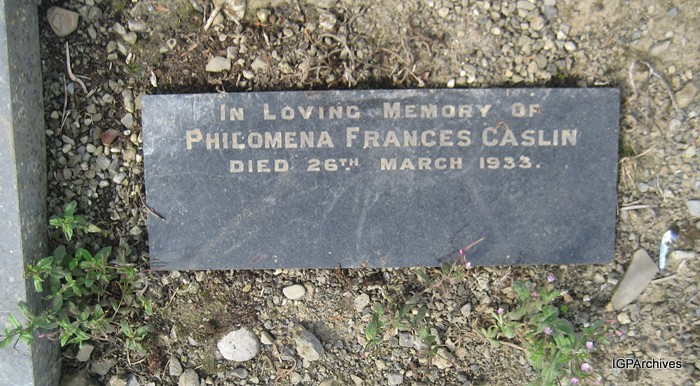 In Loving Memory Of
Philomena Frances Caslin
Died 26TH March 1933.
IGPArchives